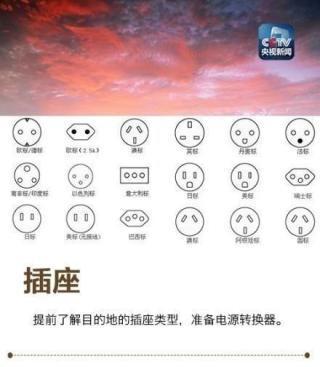 CCTV
央视新闻
欧标/德标 欧标(2.5A) 澳标 英标 丹麦标 法标
南非标/印度标 以色列标 意大利标 日标 美标 瑞士标
日标 美标(无接线) 巴西标 澳标 阿根廷标 国标
插座
提前了解目的地的插座类型，准备电源转换器。